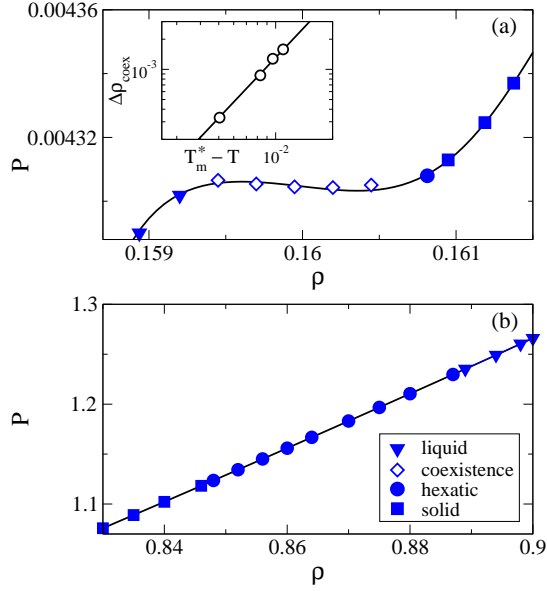 0.00436
(a)
10⁻³
Δρcoex
0.00432
T*m − T 10⁻²
P
0.159 0.16 0.161
ρ
1.3
(b)
P
1.2
liquid
coexistence
hexatic
solid
1.1
0.84 0.86 0.88 0.9
ρ